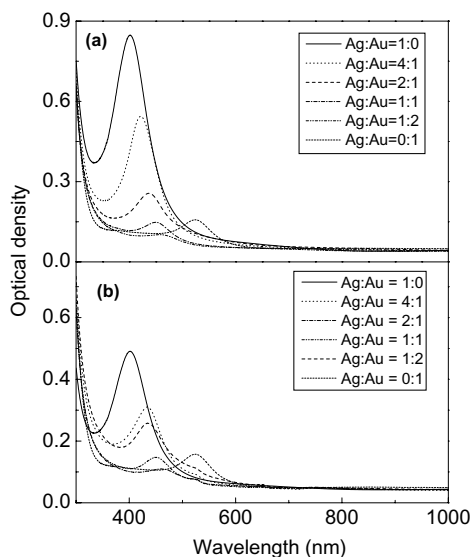 (a)
Ag:Au=1:0
Ag:Au=4:1
Ag:Au=2:1
Ag:Au=1:1
Ag:Au=1:2
Ag:Au=0:1
0.9
0.6
0.3
0.0
Optical density
(b)
Ag:Au = 1:0
Ag:Au = 4:1
Ag:Au = 2:1
Ag:Au = 1:1
Ag:Au = 1:2
Ag:Au = 0:1
0.6
0.4
0.2
0.0
400 600 800 1000
Wavelength (nm)